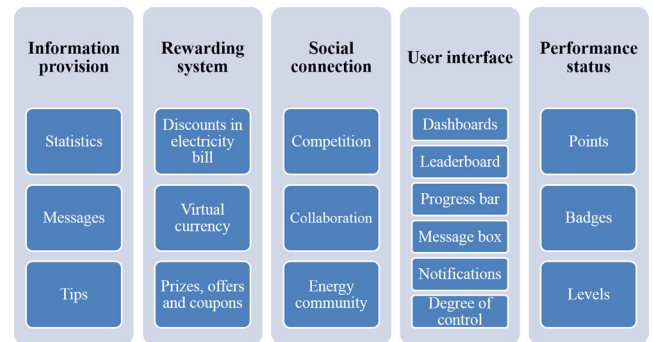 Information
provision
Statistics
Messages
Tips
Rewarding
system
Discounts in
electricity
bill
Virtual
currency
Prizes, offers
and coupons
Social
connection
Competition
Collaboration
Energy
community
User interface
Dashboards
Leaderboard
Progress bar
Message box
Notifications
Degree of
control
Performance
status
Points
Badges
Levels